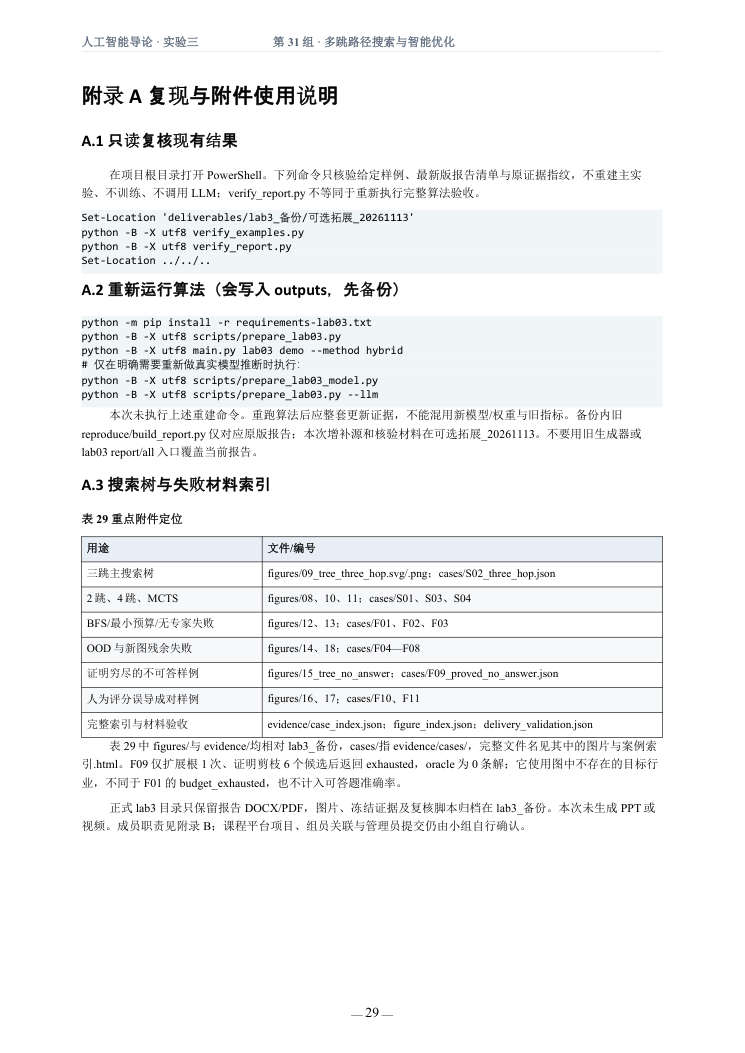 人工智能导论 · 实验三 第 31 组 · 多跳路径搜索与智能优化
附录 A 复现与附件使用说明
A.1 只读复核现有结果
在项目根目录打开 PowerShell。下列命令只核验给定样例、最新版报告清单与原证据指纹，不重建主实
验、不训练、不调用 LLM；verify_report.py 不等同于重新执行完整算法验收。
Set-Location 'deliverables/lab3_备份/可选拓展_20261113'
python -B -X utf8 verify_examples.py
python -B -X utf8 verify_report.py
Set-Location ../../..
A.2 重新运行算法（会写入 outputs，先备份）
python -m pip install -r requirements-lab03.txt
python -B -X utf8 scripts/prepare_lab03.py
python -B -X utf8 main.py lab03 demo --method hybrid
# 仅在明确需要重新做真实模型推断时执行：
python -B -X utf8 scripts/prepare_lab03_model.py
python -B -X utf8 scripts/prepare_lab03.py --llm
本次未执行上述重建命令。重跑算法后应整套更新证据，不能混用新模型/权重与旧指标。备份内旧
reproduce/build_report.py 仅对应原版报告；本次增补源和核验材料在可选拓展_20261113。不要用旧生成器或
lab03 report/all 入口覆盖当前报告。
A.3 搜索树与失败材料索引
表 29 重点附件定位
用途 文件/编号
三跳主搜索树 figures/09_tree_three_hop.svg/.png；cases/S02_three_hop.json
2 跳、4 跳、MCTS figures/08、10、11；cases/S01、S03、S04
BFS/最小预算/无专家失败 figures/12、13；cases/F01、F02、F03
OOD 与新图残余失败 figures/14、18；cases/F04—F08
证明穷尽的不可答样例 figures/15_tree_no_answer；cases/F09_proved_no_answer.json
人为评分误导成对样例 figures/16、17；cases/F10、F11
完整索引与材料验收 evidence/case_index.json；figure_index.json；delivery_validation.json
表 29 中 figures/与 evidence/均相对 lab3_备份，cases/指 evidence/cases/，完整文件名见其中的图片与案例索
引.html。F09 仅扩展根 1 次、证明剪枝 6 个候选后返回 exhausted，oracle 为 0 条解；它使用图中不存在的目标行
业，不同于 F01 的 budget_exhausted，也不计入可答题准确率。
正式 lab3 目录只保留报告 DOCX/PDF，图片、冻结证据及复核脚本归档在 lab3_备份。本次未生成 PPT 或
视频。成员职责见附录 B；课程平台项目、组员关联与管理员提交仍由小组自行确认。
— 29 —